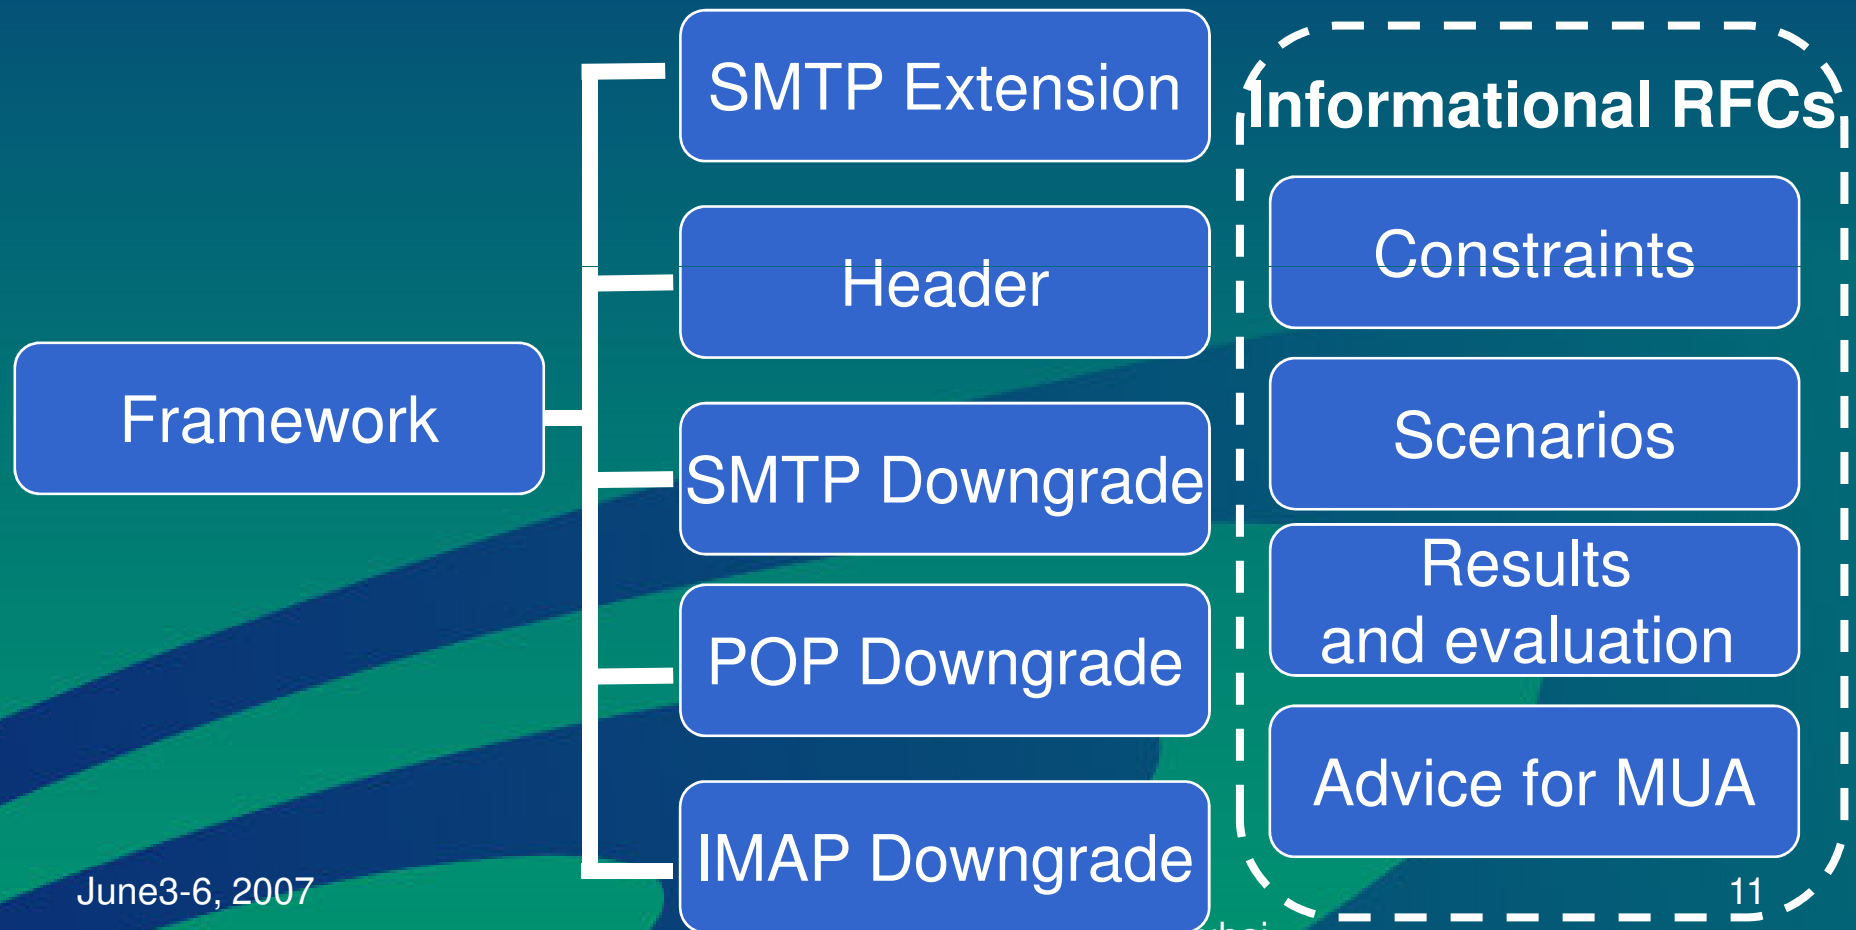 Framework
SMTP Extension
Header
SMTP Downgrade
POP Downgrade
IMAP Downgrade
Informational RFCs
Constraints
Scenarios
Results
and evaluation
Advice for MUA
June3-6, 2007
11